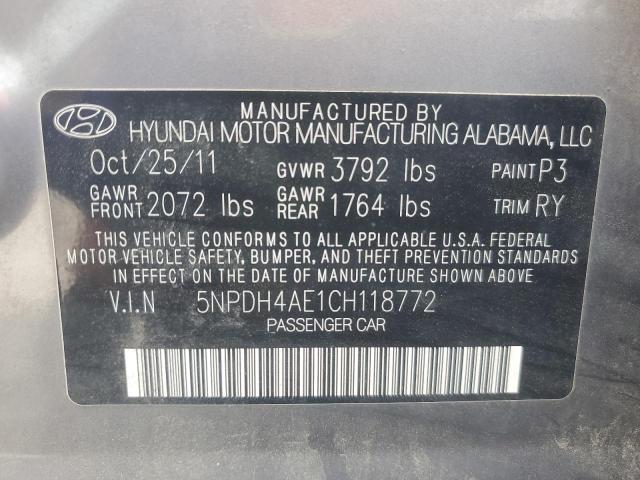 MANUFACTURED BY
HYUNDAI MOTOR MANUFACTURING ALABAMA, LLC
Oct/25/11 GVWR 3792 lbs PAINT P3
GAWR FRONT 2072 lbs GAWR REAR 1764 lbs TRIM RY
THIS VEHICLE CONFORMS TO ALL APPLICABLE U.S.A. FEDERAL
MOTOR VEHICLE SAFETY, BUMPER, AND THEFT PREVENTION STANDARDS
IN EFFECT ON THE DATE OF MANUFACTURE SHOWN ABOVE.
V.I.N 5NPDH4AE1CH118772
PASSENGER CAR